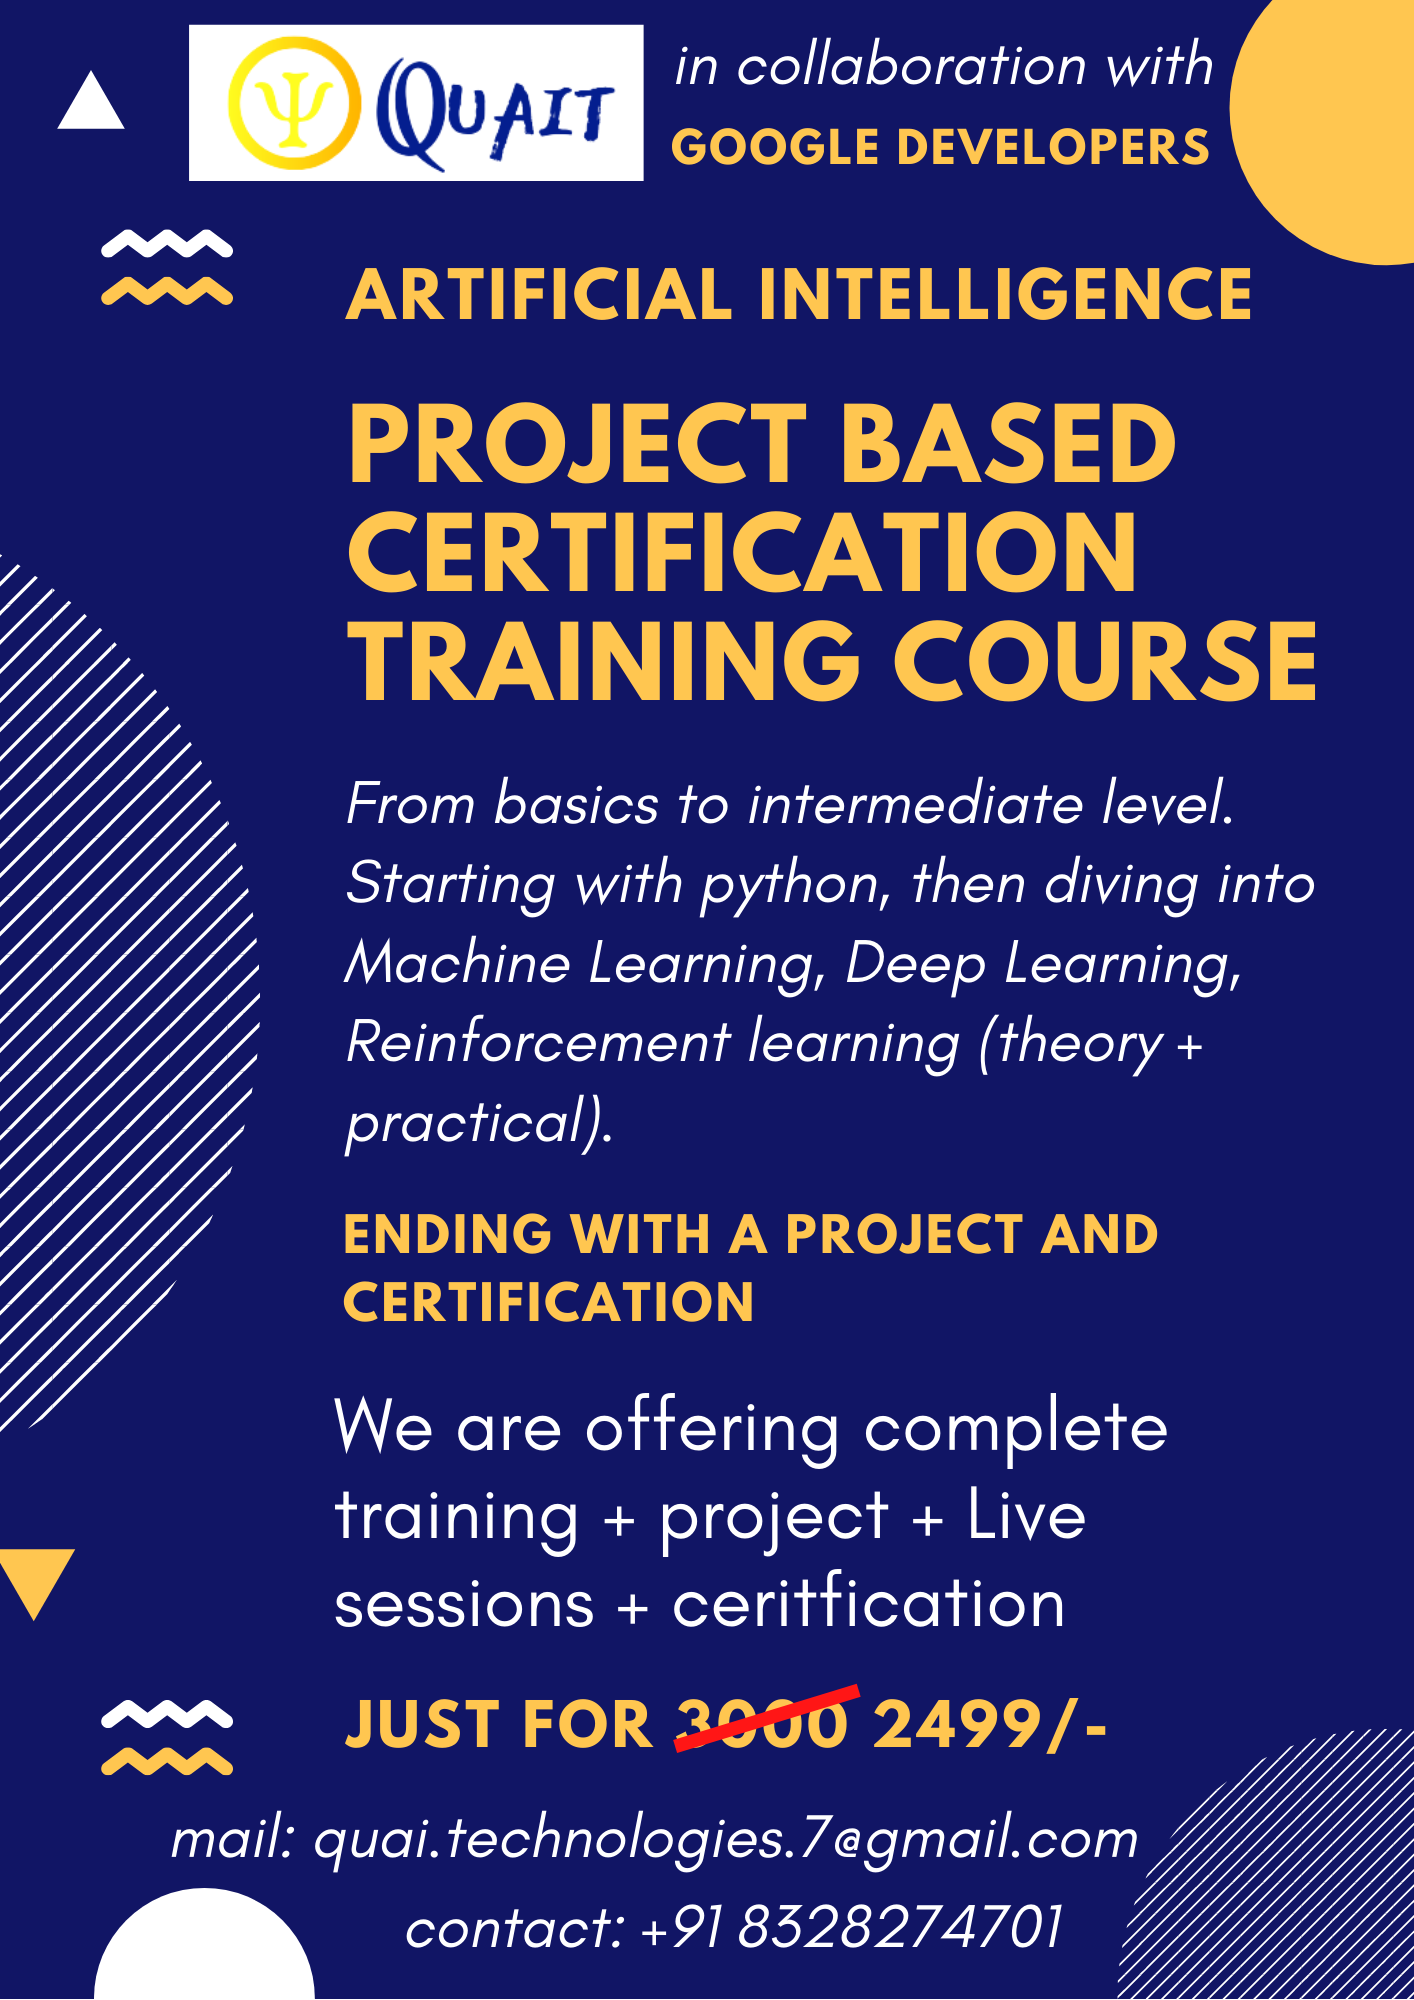 Ψ QUAIT
in collaboration with
GOOGLE DEVELOPERS
ARTIFICIAL INTELLIGENCE
PROJECT BASED
CERTIFICATION
TRAINING COURSE
From basics to intermediate level.
Starting with python, then diving into
Machine Learning, Deep Learning,
Reinforcement learning (theory +
practical).
ENDING WITH A PROJECT AND
CERTIFICATION
We are offering complete
training + project + Live
sessions + ceritfication
JUST FOR 3000 2499/-
mail: quai.technologies.7@gmail.com
contact: +91 8328274701